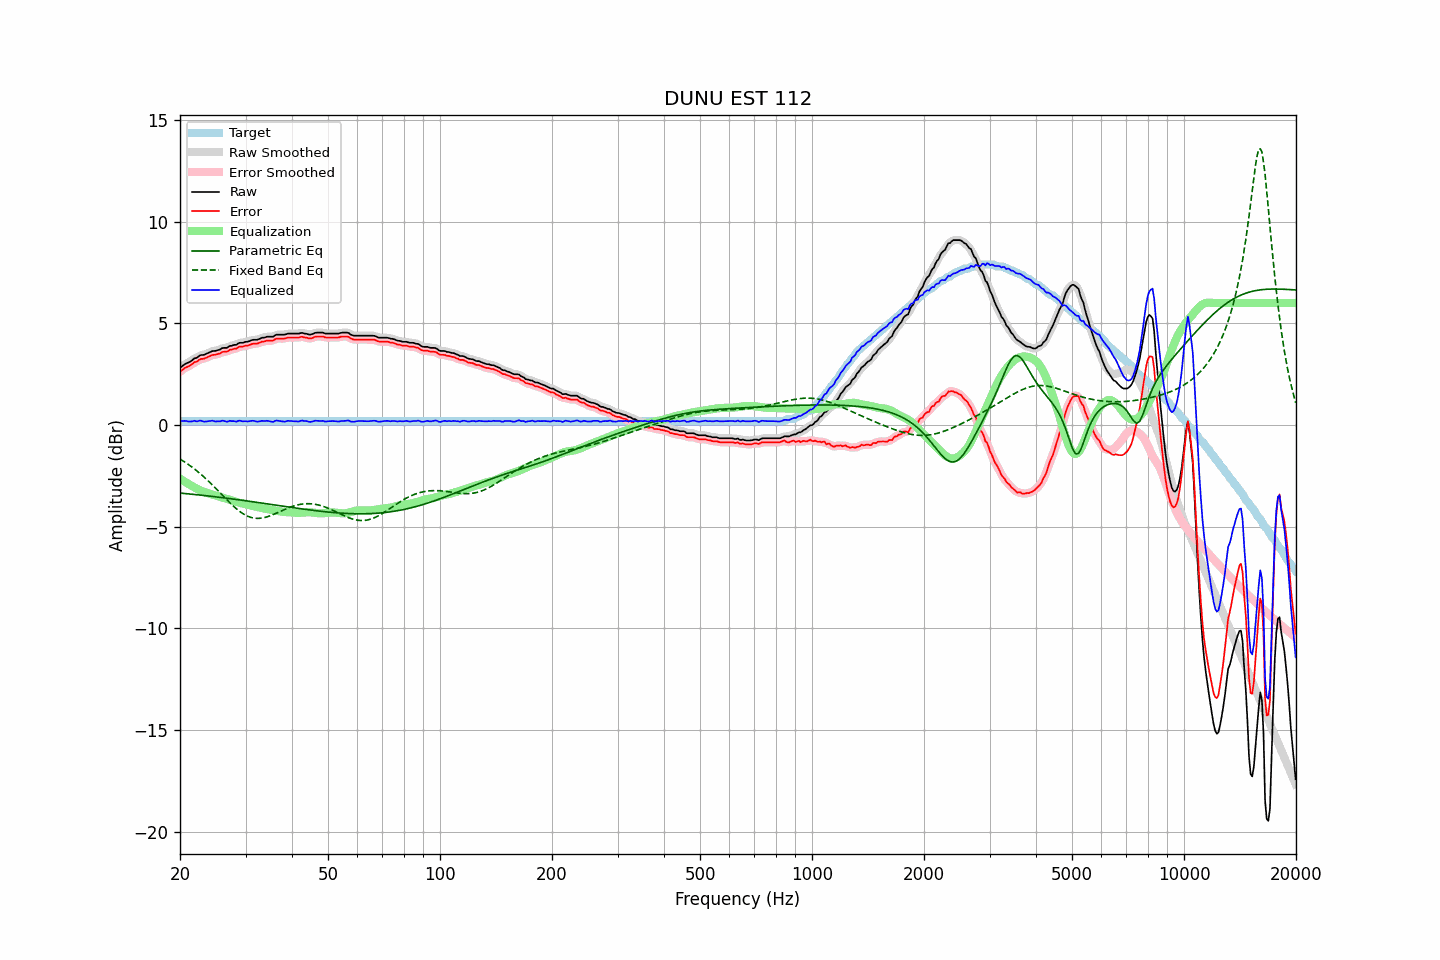 DUNU EST 112
Amplitude (dBr)
15
10
5
0
−5
−10
−15
−20
Target
Raw Smoothed
Error Smoothed
Raw
Error
Equalization
Parametric Eq
Fixed Band Eq
Equalized
20
50
100
200
500
1000
2000
5000
10000
20000
Frequency (Hz)